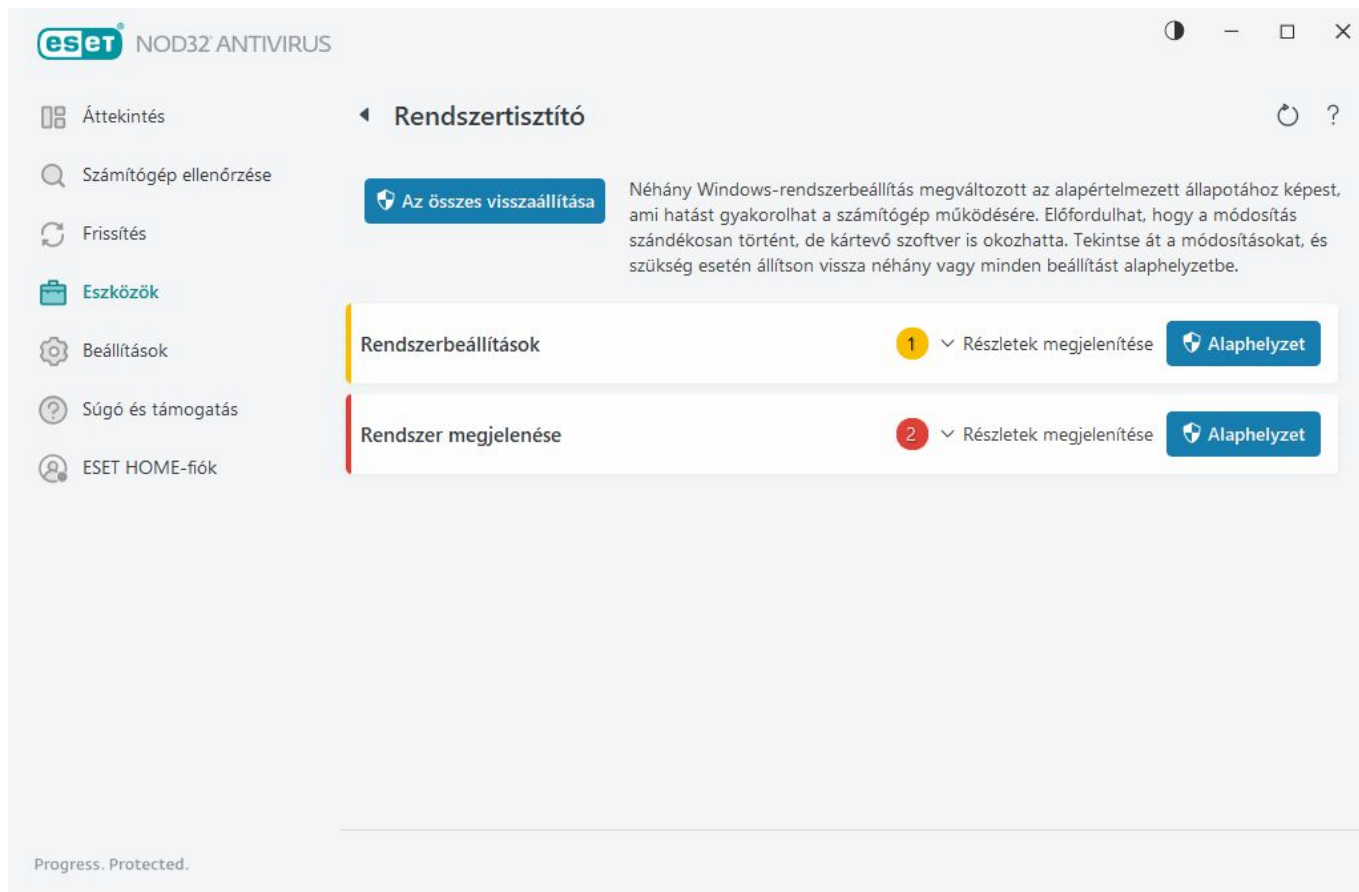 eset® NOD32® ANTIVIRUS
Áttekintés
Számítógép ellenőrzése
Frissítés
Eszközök
Beállítások
Súgó és támogatás
ESET HOME-fiók
Rendszertisztító
?
Az összes visszaállítása
Néhány Windows-rendszerbeállítás megváltozott az alapértelmezett állapotához képest,
ami hatást gyakorolhat a számítógép működésére. Előfordulhat, hogy a módosítás
szándékosan történt, de kártevő szoftver is okozhatta. Tekintse át a módosításokat, és
szükség esetén állítson vissza néhány vagy minden beállítást alaphelyzetbe.
Rendszerbeállítások 1 Részletek megjelenítése Alaphelyzet
Rendszer megjelenése 2 Részletek megjelenítése Alaphelyzet
Progress. Protected.